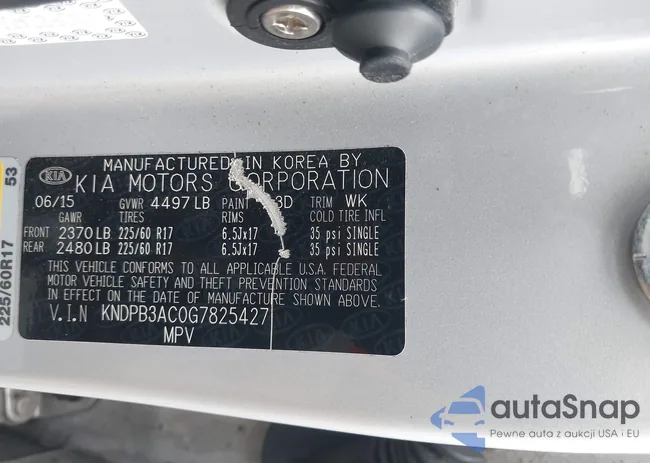 MANUFACTURED IN KOREA BY
KIA KIA MOTORS CORPORATION
06/15 GVWR 4497 LB PAINT 3D TRIM WK
GAWR TIRES RIMS COLD TIRE INFL
FRONT 2370 LB 225/60 R17 6.5Jx17 35 psi SINGLE
REAR 2480 LB 225/60 R17 6.5Jx17 35 psi SINGLE
THIS VEHICLE CONFORMS TO ALL APPLICABLE U.S.A. FEDERAL
MOTOR VEHICLE SAFETY AND THEFT PREVENTION STANDARDS
IN EFFECT ON THE DATE OF MANUFACTURE SHOWN ABOVE.
V.I.N KNDPB3AC0G7825427
MPV
225/60R17 53
autaSnap
Pewne auta z aukcji USA i EU